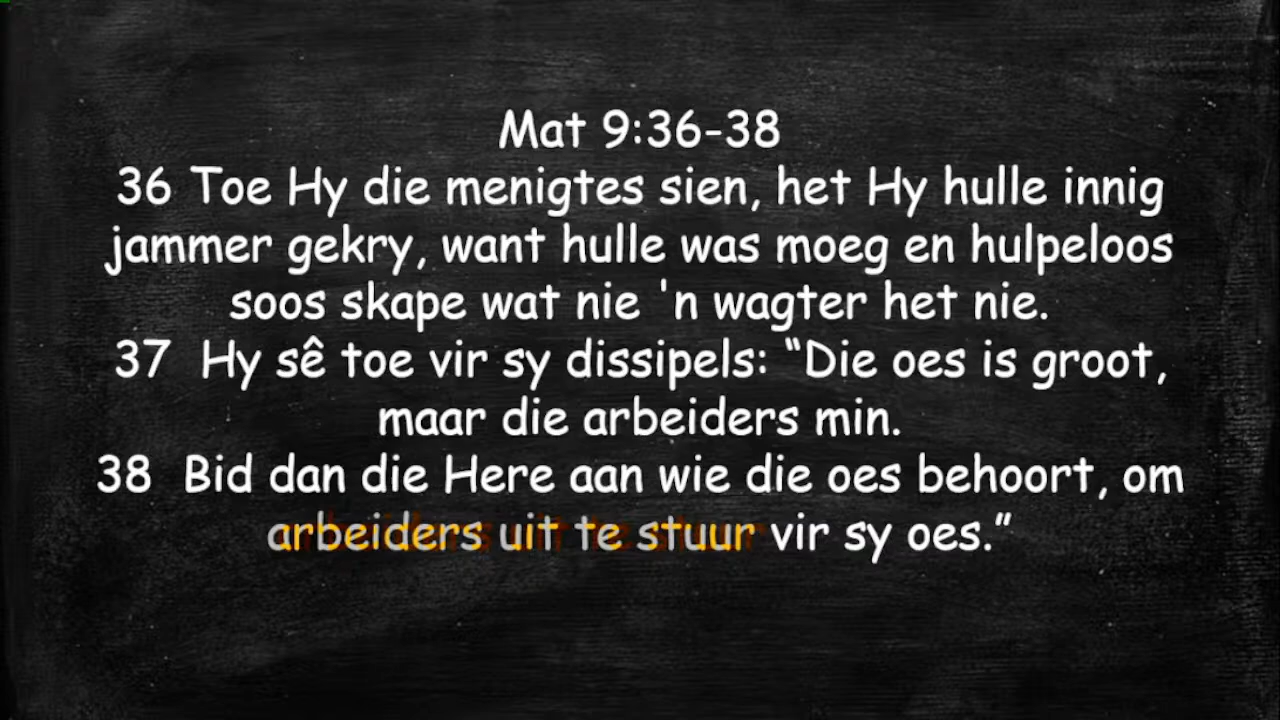 Mat 9:36-38
36 Toe Hy die menigtes sien, het Hy hulle innig
jammer gekry, want hulle was moeg en hulpeloos
soos skape wat nie 'n wagter het nie.
37 Hy sê toe vir sy dissipels: “Die oes is groot,
maar die arbeiders min.
38 Bid dan die Here aan wie die oes behoort, om
arbeiders uit te stuur vir sy oes.”